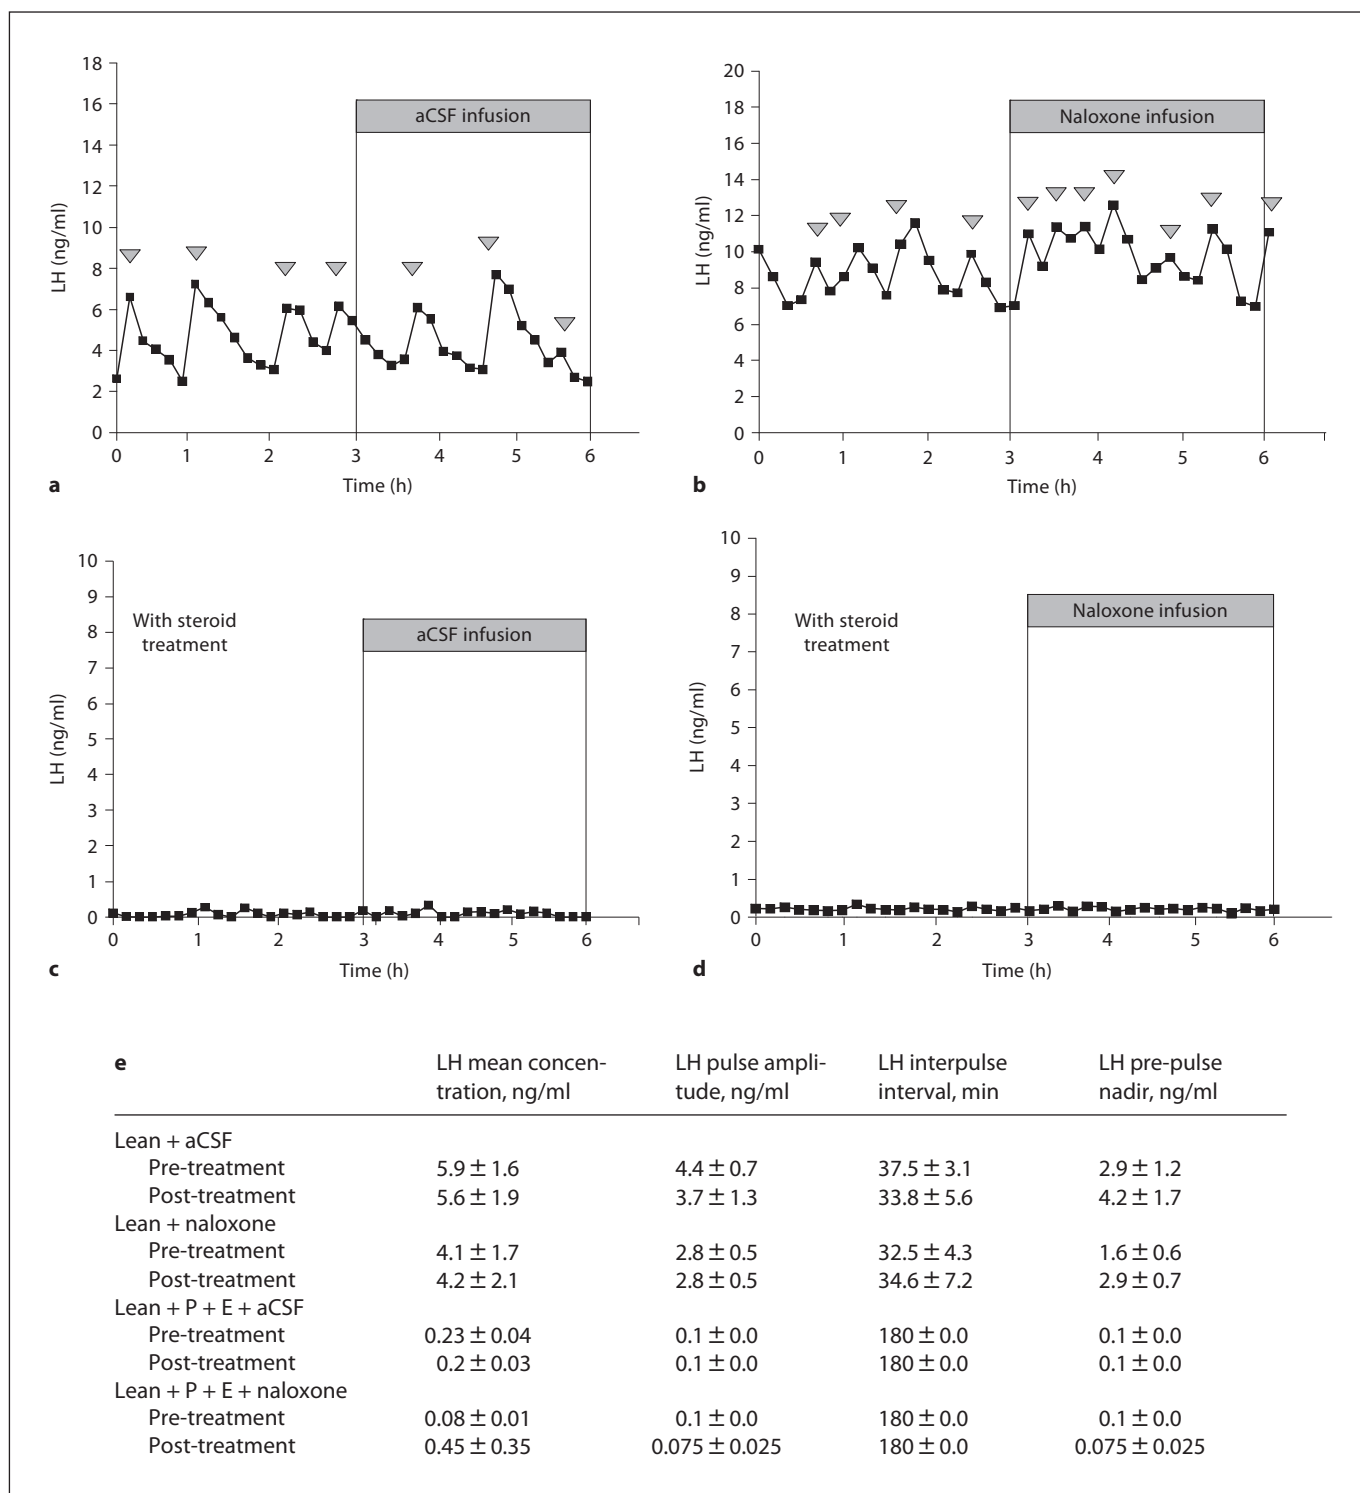 18
16
14
12
10
8
6
4
2
0
LH (ng/ml)
aCSF infusion
0 1 2 3 4 5 6
Time (h)
a
20
18
16
14
12
10
8
6
4
2
0
LH (ng/ml)
Naloxone infusion
0 1 2 3 4 5 6
Time (h)
b
10
9
8
7
6
5
4
3
2
1
0
LH (ng/ml)
With steroid
treatment
aCSF infusion
0 1 2 3 4 5 6
Time (h)
c
10
9
8
7
6
5
4
3
2
1
0
LH (ng/ml)
With steroid
treatment
Naloxone infusion
0 1 2 3 4 5 6
Time (h)
d
e LH mean concen- LH pulse ampli- LH interpulse LH pre-pulse
tration, ng/ml tude, ng/ml interval, min nadir, ng/ml
Lean + aCSF
Pre-treatment 5.9 ± 1.6 4.4 ± 0.7 37.5 ± 3.1 2.9 ± 1.2
Post-treatment 5.6 ± 1.9 3.7 ± 1.3 33.8 ± 5.6 4.2 ± 1.7
Lean + naloxone
Pre-treatment 4.1 ± 1.7 2.8 ± 0.5 32.5 ± 4.3 1.6 ± 0.6
Post-treatment 4.2 ± 2.1 2.8 ± 0.5 34.6 ± 7.2 2.9 ± 0.7
Lean + P + E + aCSF
Pre-treatment 0.23 ± 0.04 0.1 ± 0.0 180 ± 0.0 0.1 ± 0.0
Post-treatment 0.2 ± 0.03 0.1 ± 0.0 180 ± 0.0 0.1 ± 0.0
Lean + P + E + naloxone
Pre-treatment 0.08 ± 0.01 0.1 ± 0.0 180 ± 0.0 0.1 ± 0.0
Post-treatment 0.45 ± 0.35 0.075 ± 0.025 180 ± 0.0 0.075 ± 0.025